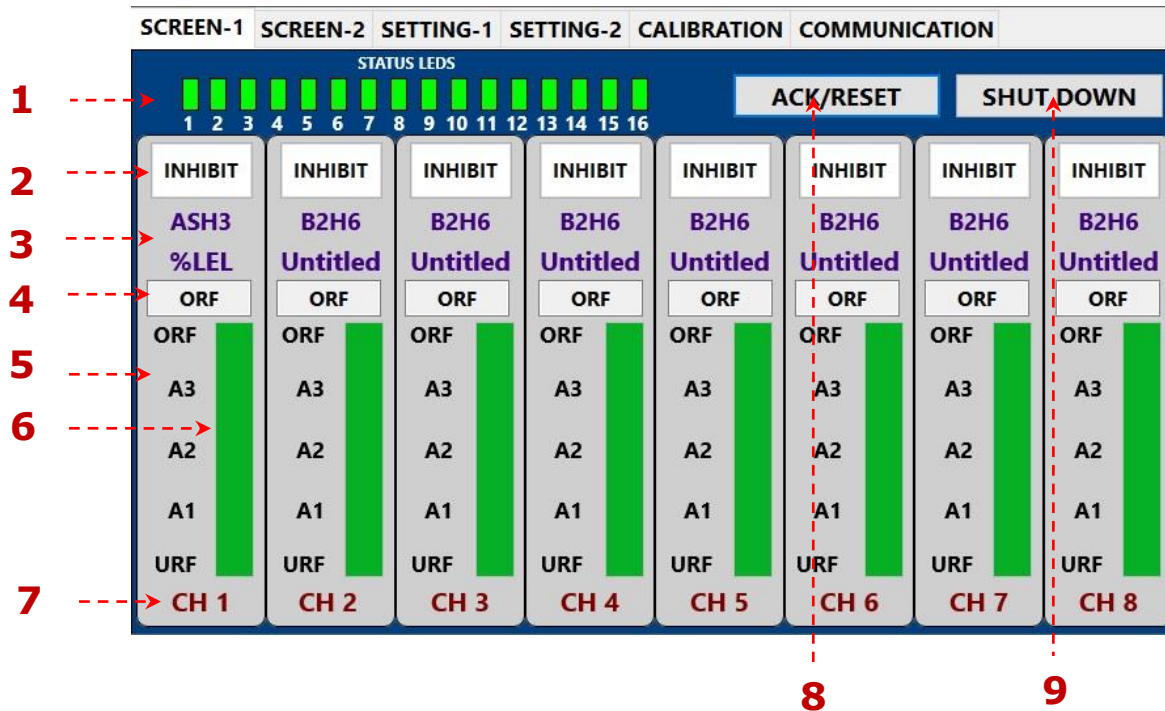 SCREEN-1 SCREEN-2 SETTING-1 SETTING-2 CALIBRATION COMMUNICATION
STATUS LEDS
1 ACK/RESET SHUT DOWN
1 2 3 4 5 6 7 8 9 10 11 12 13 14 15 16
2 INHIBIT INHIBIT INHIBIT INHIBIT INHIBIT INHIBIT INHIBIT INHIBIT
ASH3 B2H6 B2H6 B2H6 B2H6 B2H6 B2H6 B2H6
3
%LEL Untitled Untitled Untitled Untitled Untitled Untitled Untitled
4 ORF ORF ORF ORF ORF ORF ORF ORF
ORF ORF ORF ORF ORF ORF ORF ORF
5
A3 A3 A3 A3 A3 A3 A3 A3
6
A2 A2 A2 A2 A2 A2 A2 A2
A1 A1 A1 A1 A1 A1 A1 A1
URF URF URF URF URF URF URF URF
7 CH 1 CH 2 CH 3 CH 4 CH 5 CH 6 CH 7 CH 8
8 9